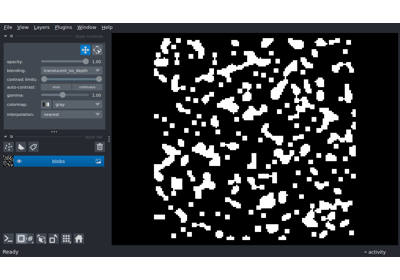 File View Layers Plugins Window Help
opacity: 1.00
blending: translucent_no_depth
contrast limits:
auto-contrast: once continuous
gamma: 1.00
colormap: gray
interpolation: nearest
blobs
Ready
activity